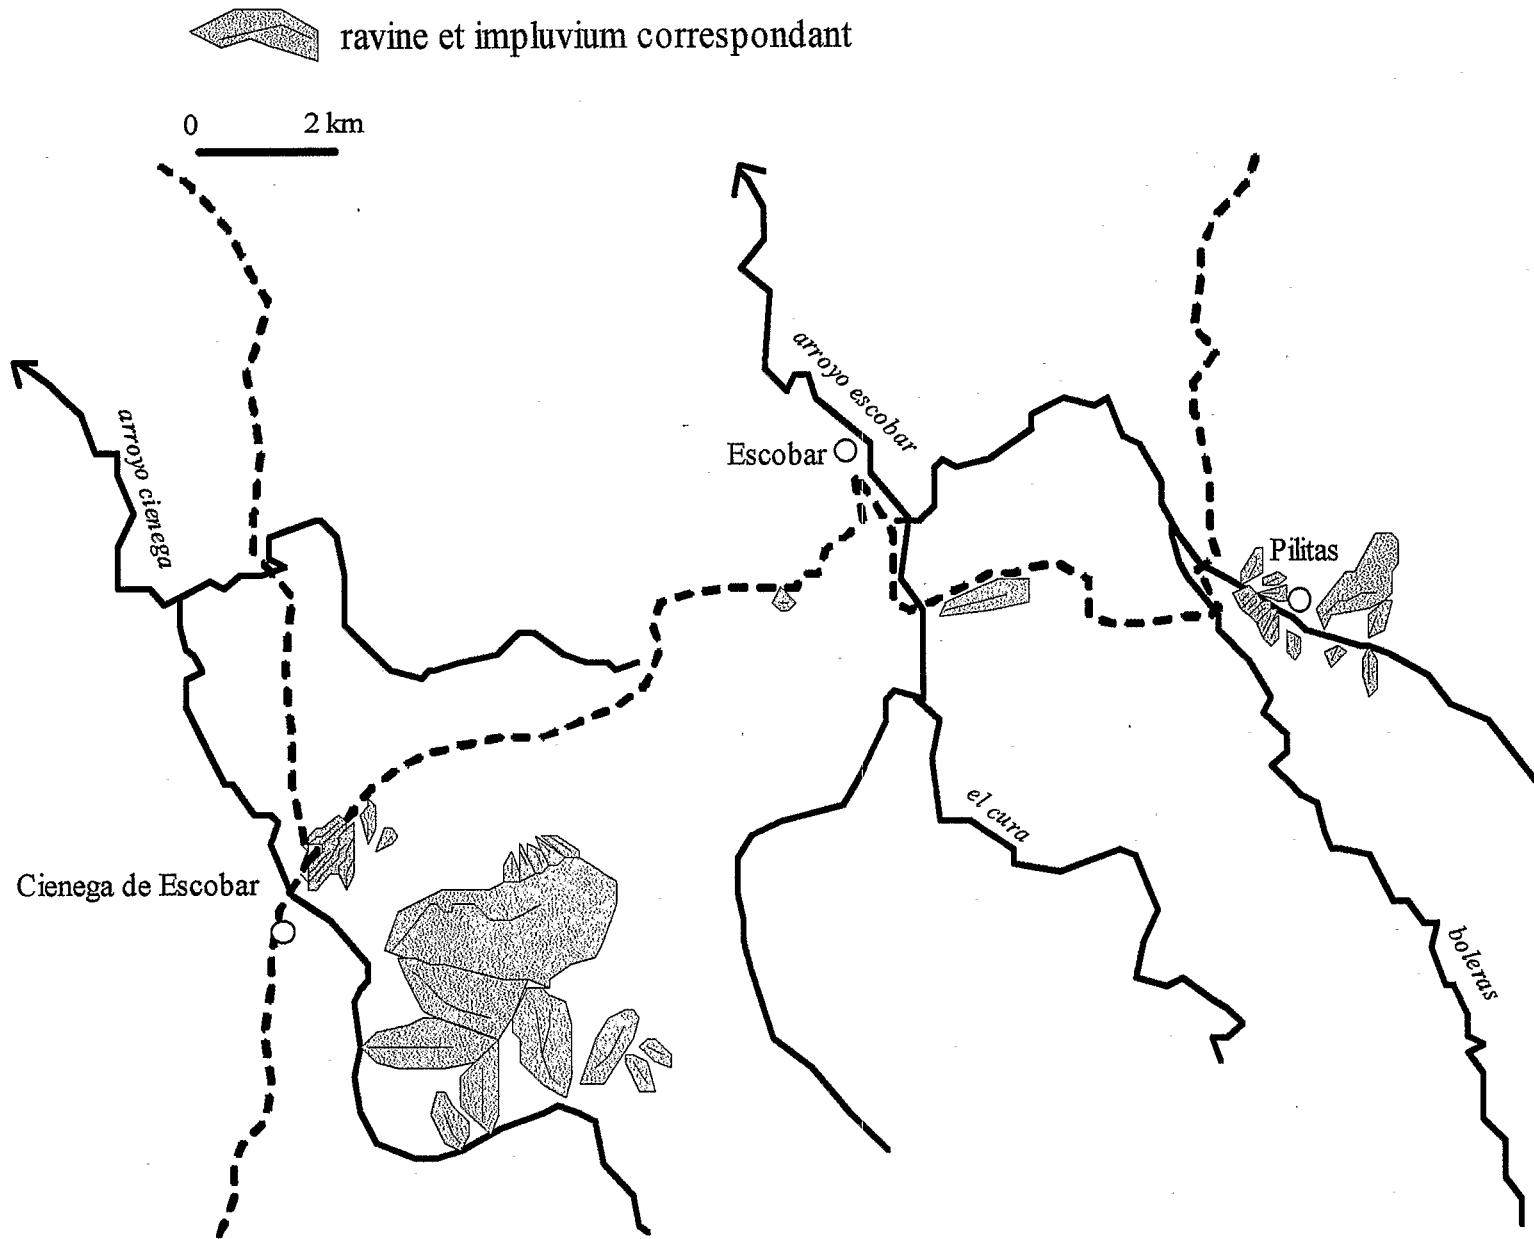 ravine et impluvium correspondant
0 2 km
arroyo escobar
arroyo cienega
Escobar
Pilitas
el cura
Cienega de Escobar
boleras